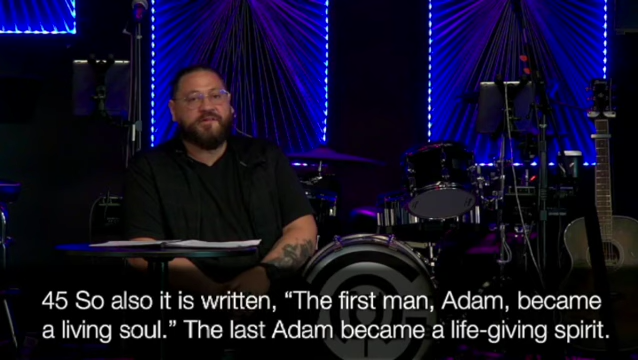 45 So also it is written, “The first man, Adam, became
a living soul.” The last Adam became a life-giving spirit.